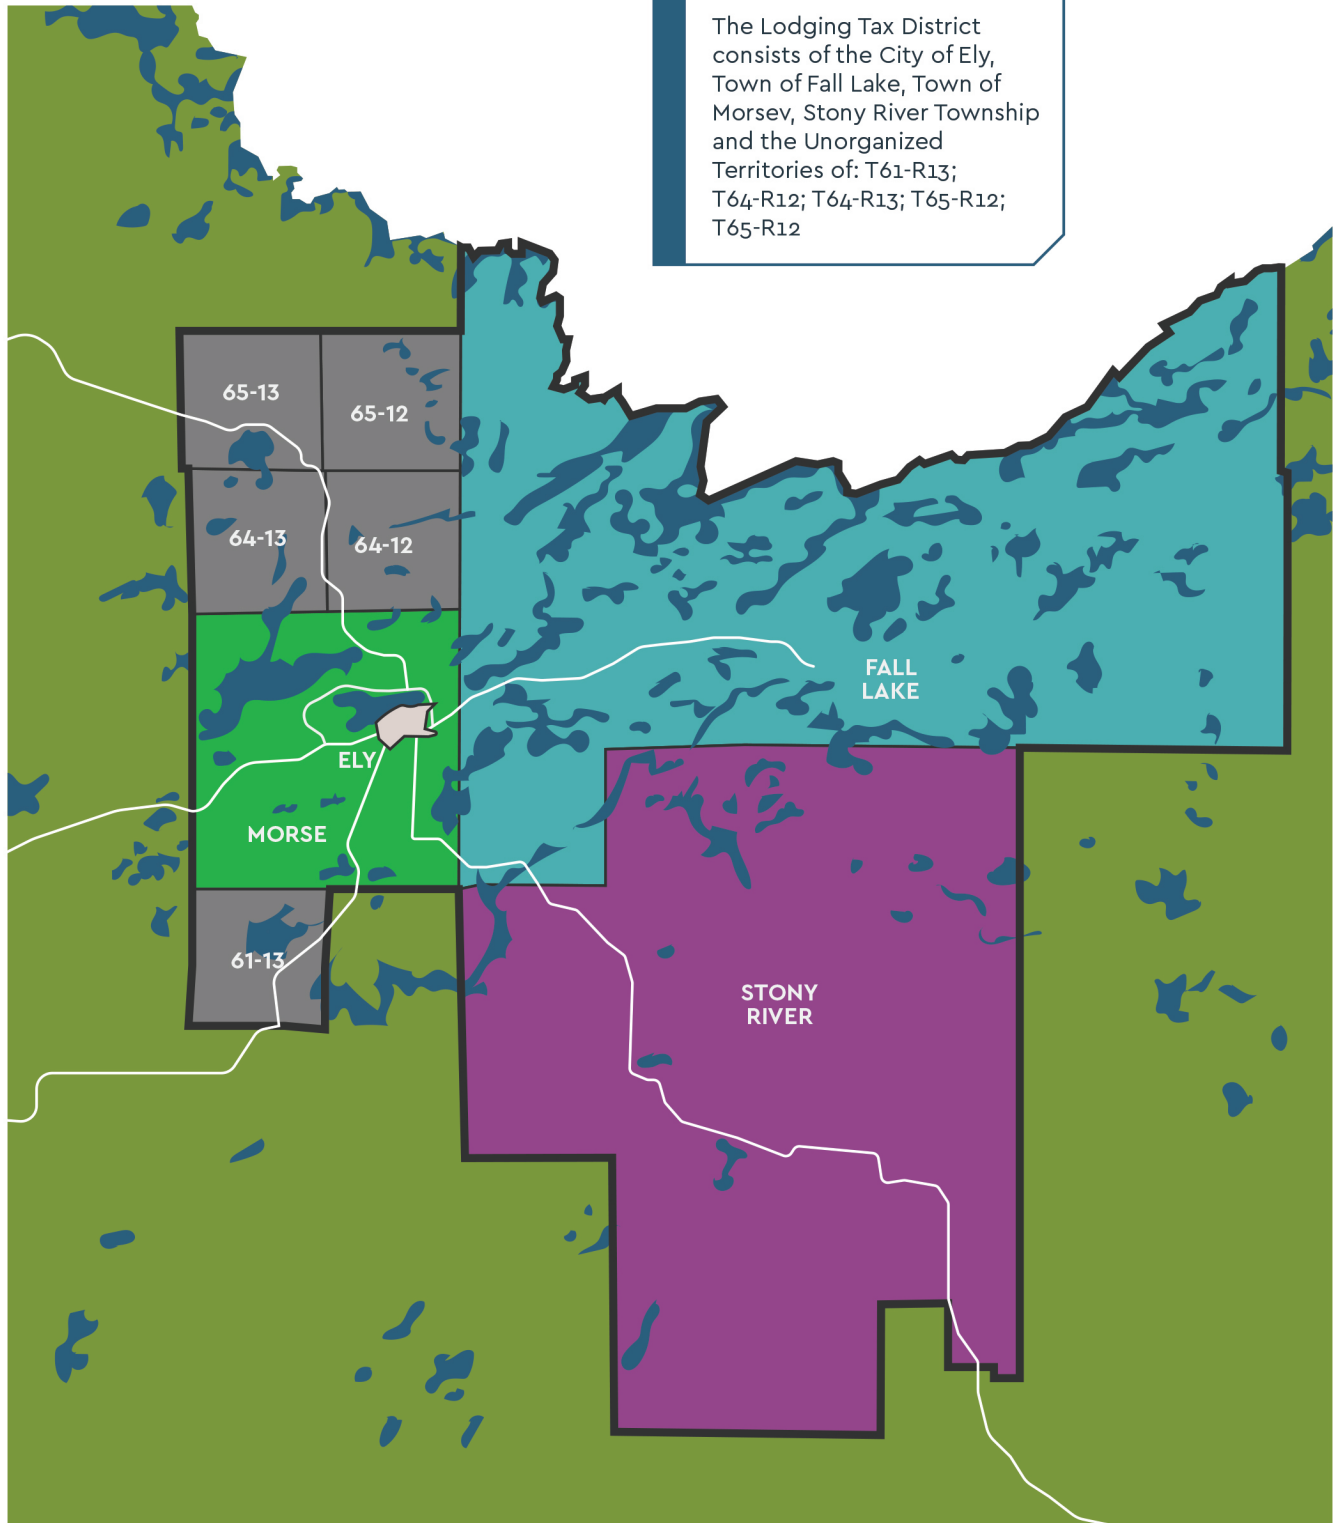 The Lodging Tax District
consists of the City of Ely,
Town of Fall Lake, Town of
Morsev, Stony River Township
and the Unorganized
Territories of: T61-R13;
T64-R12; T64-R13; T65-R12;
T65-R12
65-13
65-12
64-13
64-12
FALL
LAKE
ELY
MORSE
61-13
STONY
RIVER